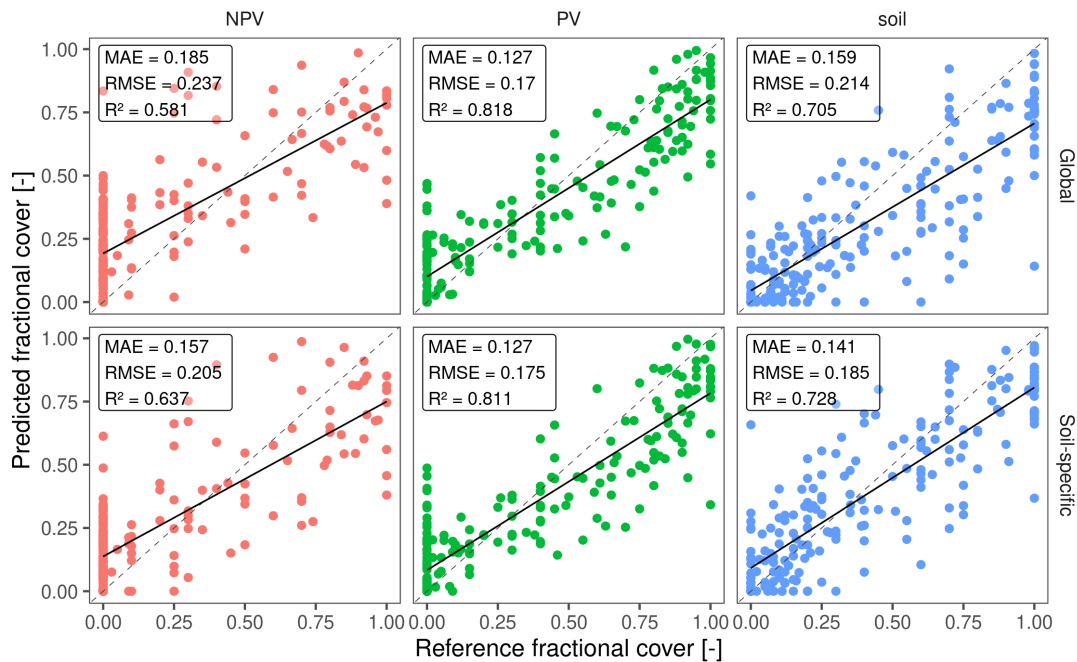 NPV
PV
soil
MAE = 0.185
RMSE = 0.237
R² = 0.581
MAE = 0.127
RMSE = 0.17
R² = 0.818
MAE = 0.159
RMSE = 0.214
R² = 0.705
Global
1.00
0.75
0.50
0.25
0.00
MAE = 0.157
RMSE = 0.205
R² = 0.637
MAE = 0.127
RMSE = 0.175
R² = 0.811
MAE = 0.141
RMSE = 0.185
R² = 0.728
Soil-specific
1.00
0.75
0.50
0.25
0.00
Predicted fractional cover [-]
0.00 0.25 0.50 0.75 1.00
0.00 0.25 0.50 0.75 1.00
0.00 0.25 0.50 0.75 1.00
Reference fractional cover [-]